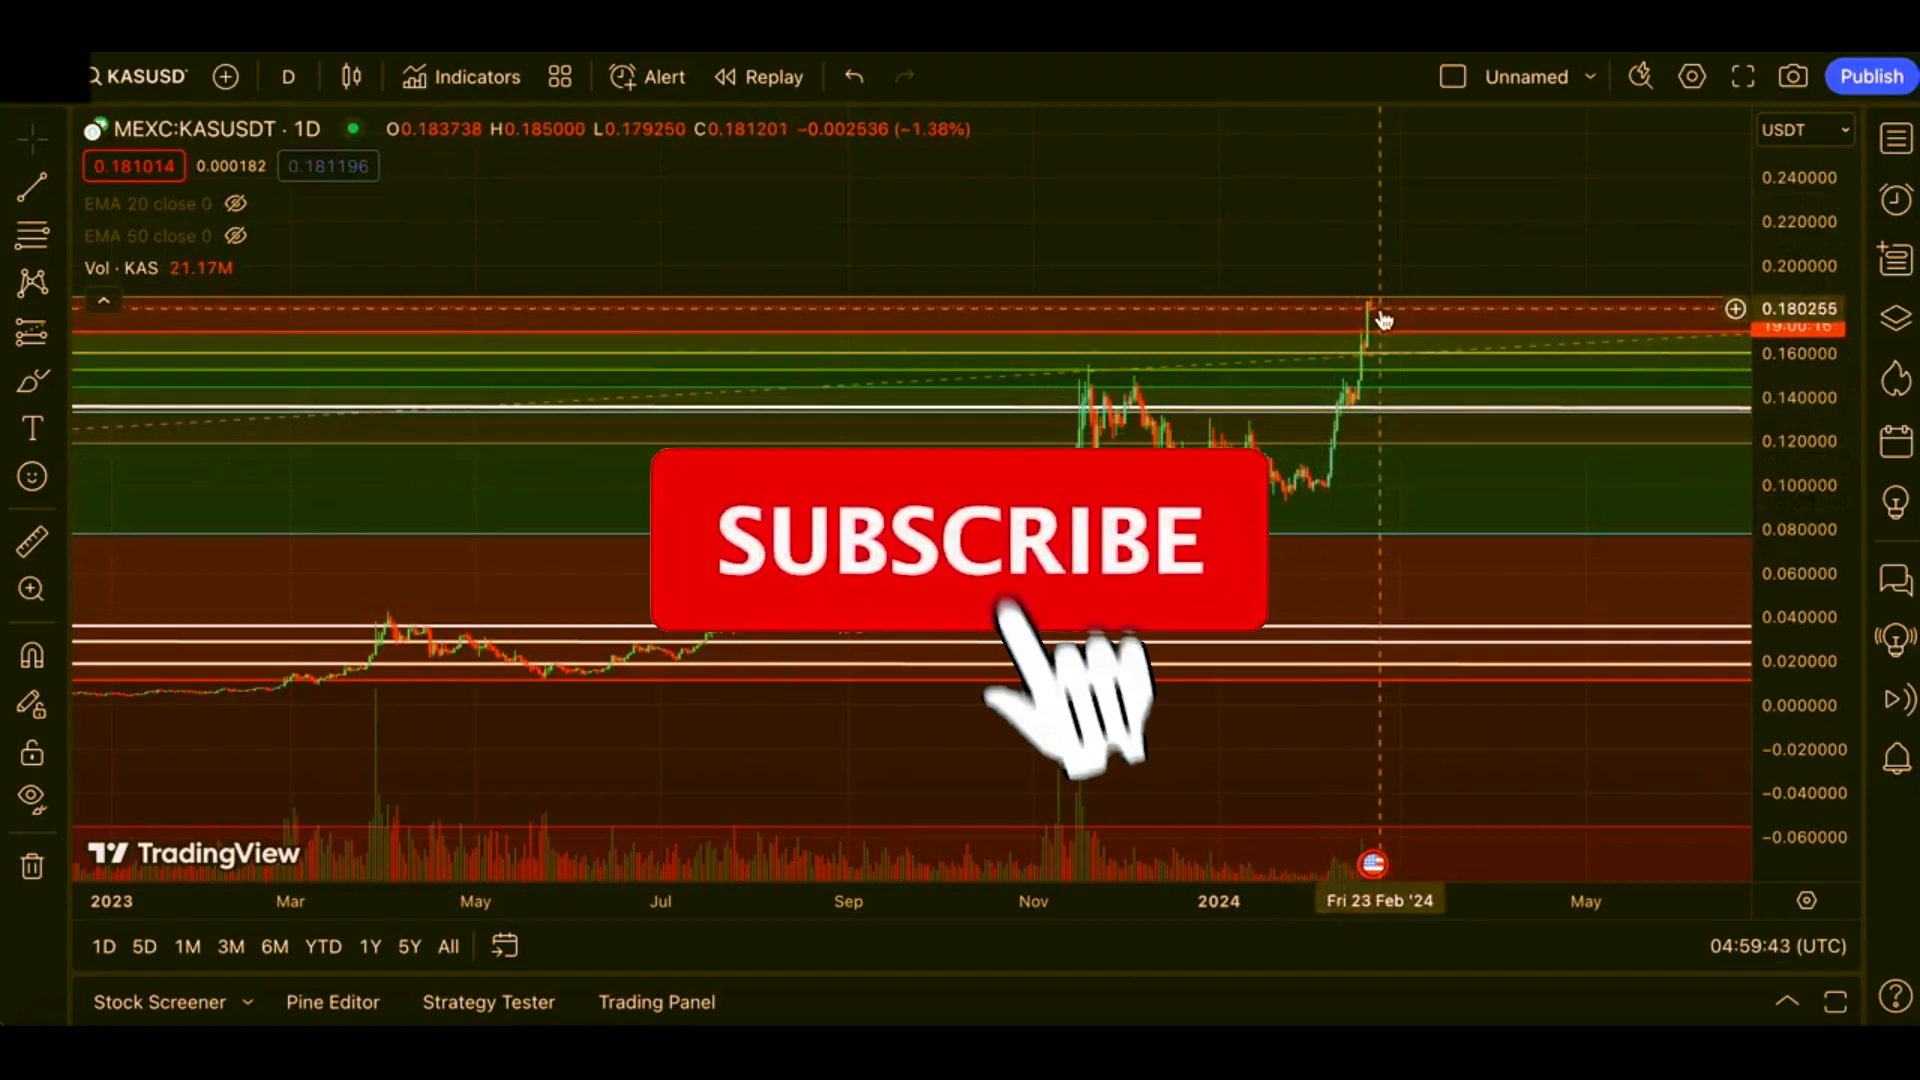 KASUSD
D
Indicators
Alert
Replay
Unnamed
Publish
MEXC:KASUSDT · 1D
O0.183738 H0.185000 L0.179250 C0.181201 −0.002536 (−1.38%)
USDT
0.181014
0.000182
0.181196
EMA 20 close 0
EMA 50 close 0
Vol · KAS 21.17M
0.240000
0.220000
0.200000
0.180255
19:00:16
0.160000
0.140000
0.120000
0.100000
0.080000
0.060000
0.040000
0.020000
0.000000
−0.020000
−0.040000
−0.060000
SUBSCRIBE
TradingView
2023
Mar
May
Jul
Sep
Nov
2024
Fri 23 Feb '24
May
1D 5D 1M 3M 6M YTD 1Y 5Y All
04:59:43 (UTC)
Stock Screener
Pine Editor
Strategy Tester
Trading Panel